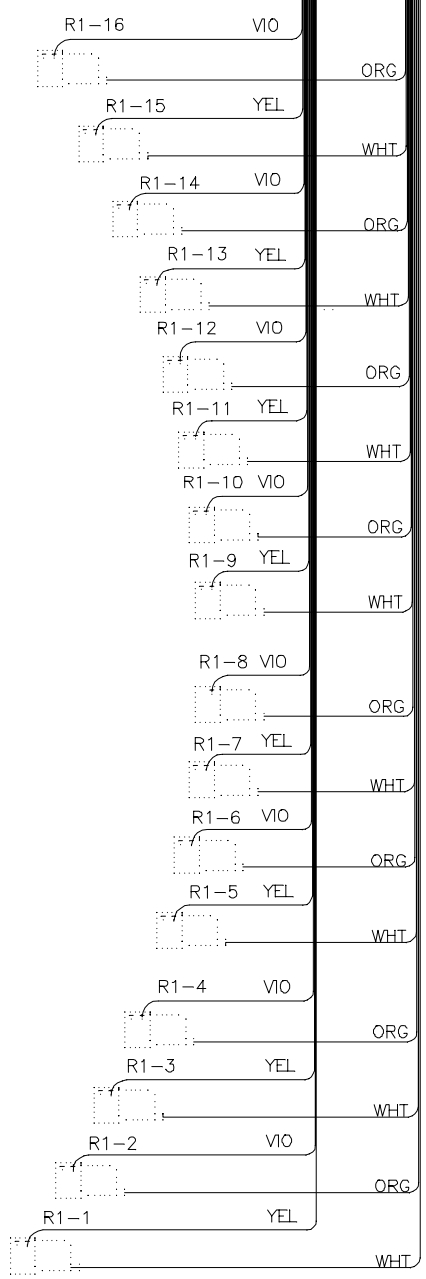 R1-16 VIO
ORG
R1-15 YEL
WHT
R1-14 VIO
ORG
R1-13 YEL
WHT
R1-12 VIO
ORG
R1-11 YEL
WHT
R1-10 VIO
ORG
R1-9 YEL
WHT
R1-8 VIO
ORG
R1-7 YEL
WHT
R1-6 VIO
ORG
R1-5 YEL
WHT
R1-4 VIO
ORG
R1-3 YEL
WHT
R1-2 VIO
ORG
R1-1 YEL
WHT